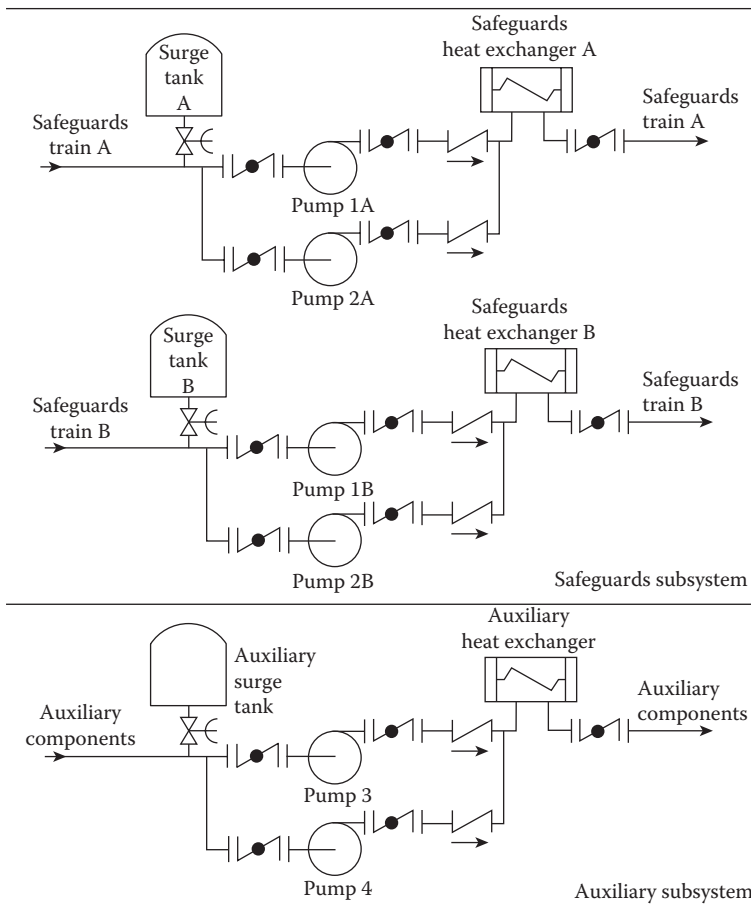 Safeguards
heat exchanger A
Surge
tank
A
Safeguards
train A
Safeguards
train A
Pump 1A
Pump 2A
Safeguards
heat exchanger B
Surge
tank
B
Safeguards
train B
Safeguards
train B
Pump 1B
Pump 2B
Safeguards subsystem
Auxiliary
heat exchanger
Auxiliary
surge
tank
Auxiliary
components
Auxiliary
components
Pump 3
Pump 4
Auxiliary subsystem